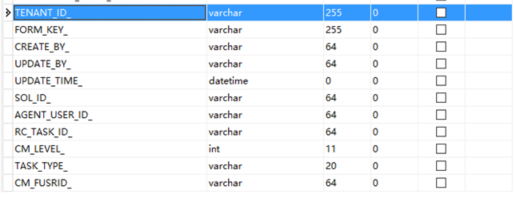 TENANT_ID_ varchar 255 0
FORM_KEY_ varchar 255 0
CREATE_BY_ varchar 64 0
UPDATE_BY_ varchar 64 0
UPDATE_TIME_ datetime 0 0
SOL_ID_ varchar 64 0
AGENT_USER_ID_ varchar 64 0
RC_TASK_ID_ varchar 64 0
CM_LEVEL_ int 11 0
TASK_TYPE_ varchar 20 0
CM_FUSRID_ varchar 64 0